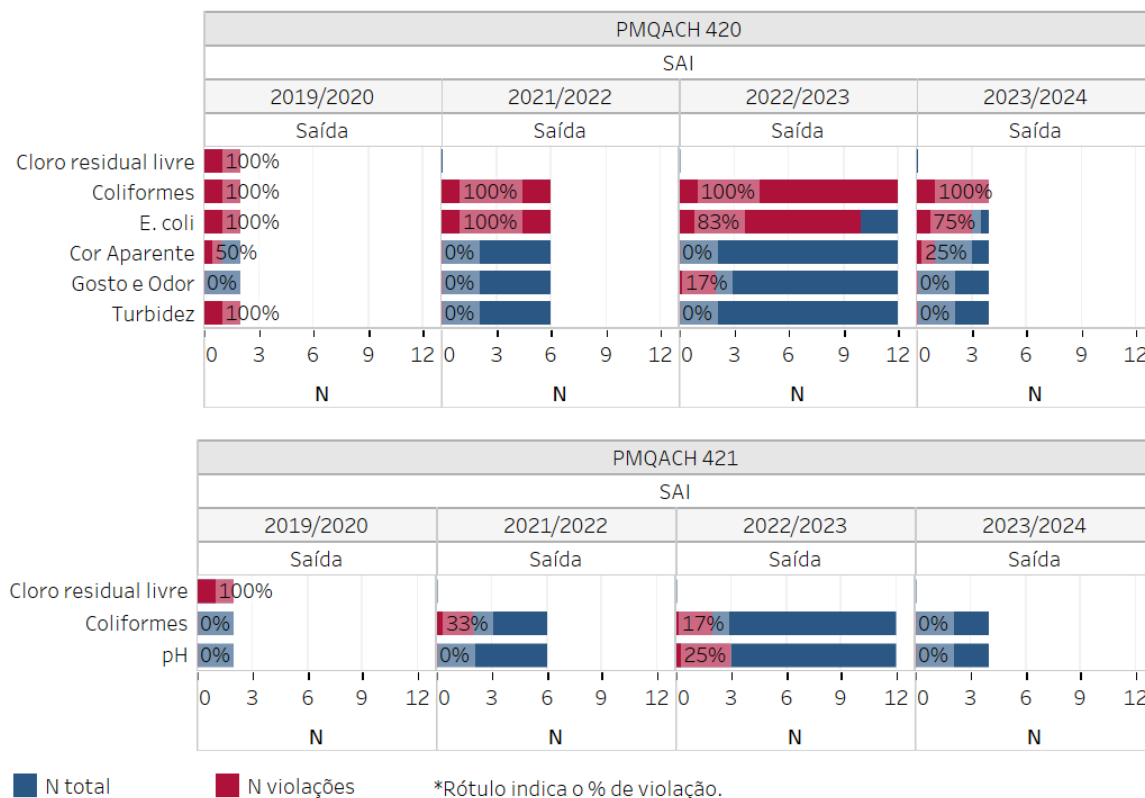 PMQACH 420
SAI
2019/2020 2021/2022 2022/2023 2023/2024
Saída Saída Saída Saída
Cloro residual livre 100%
Coliformes 100% 100% 100% 100%
E. coli 100% 100% 83% 75%
Cor Aparente 50% 0% 0% 25%
Gosto e Odor 0% 0% 17% 0%
Turbidez 100% 0% 0% 0%
0 3 6 9 12 0 3 6 9 12 0 3 6 9 12 0 3 6 9 12
N N N N
PMQACH 421
SAI
2019/2020 2021/2022 2022/2023 2023/2024
Saída Saída Saída Saída
Cloro residual livre 100%
Coliformes 0% 33% 17% 0%
pH 0% 0% 25% 0%
0 3 6 9 12 0 3 6 9 12 0 3 6 9 12 0 3 6 9 12
N N N N
N total N violações *Rótulo indica o % de violação.